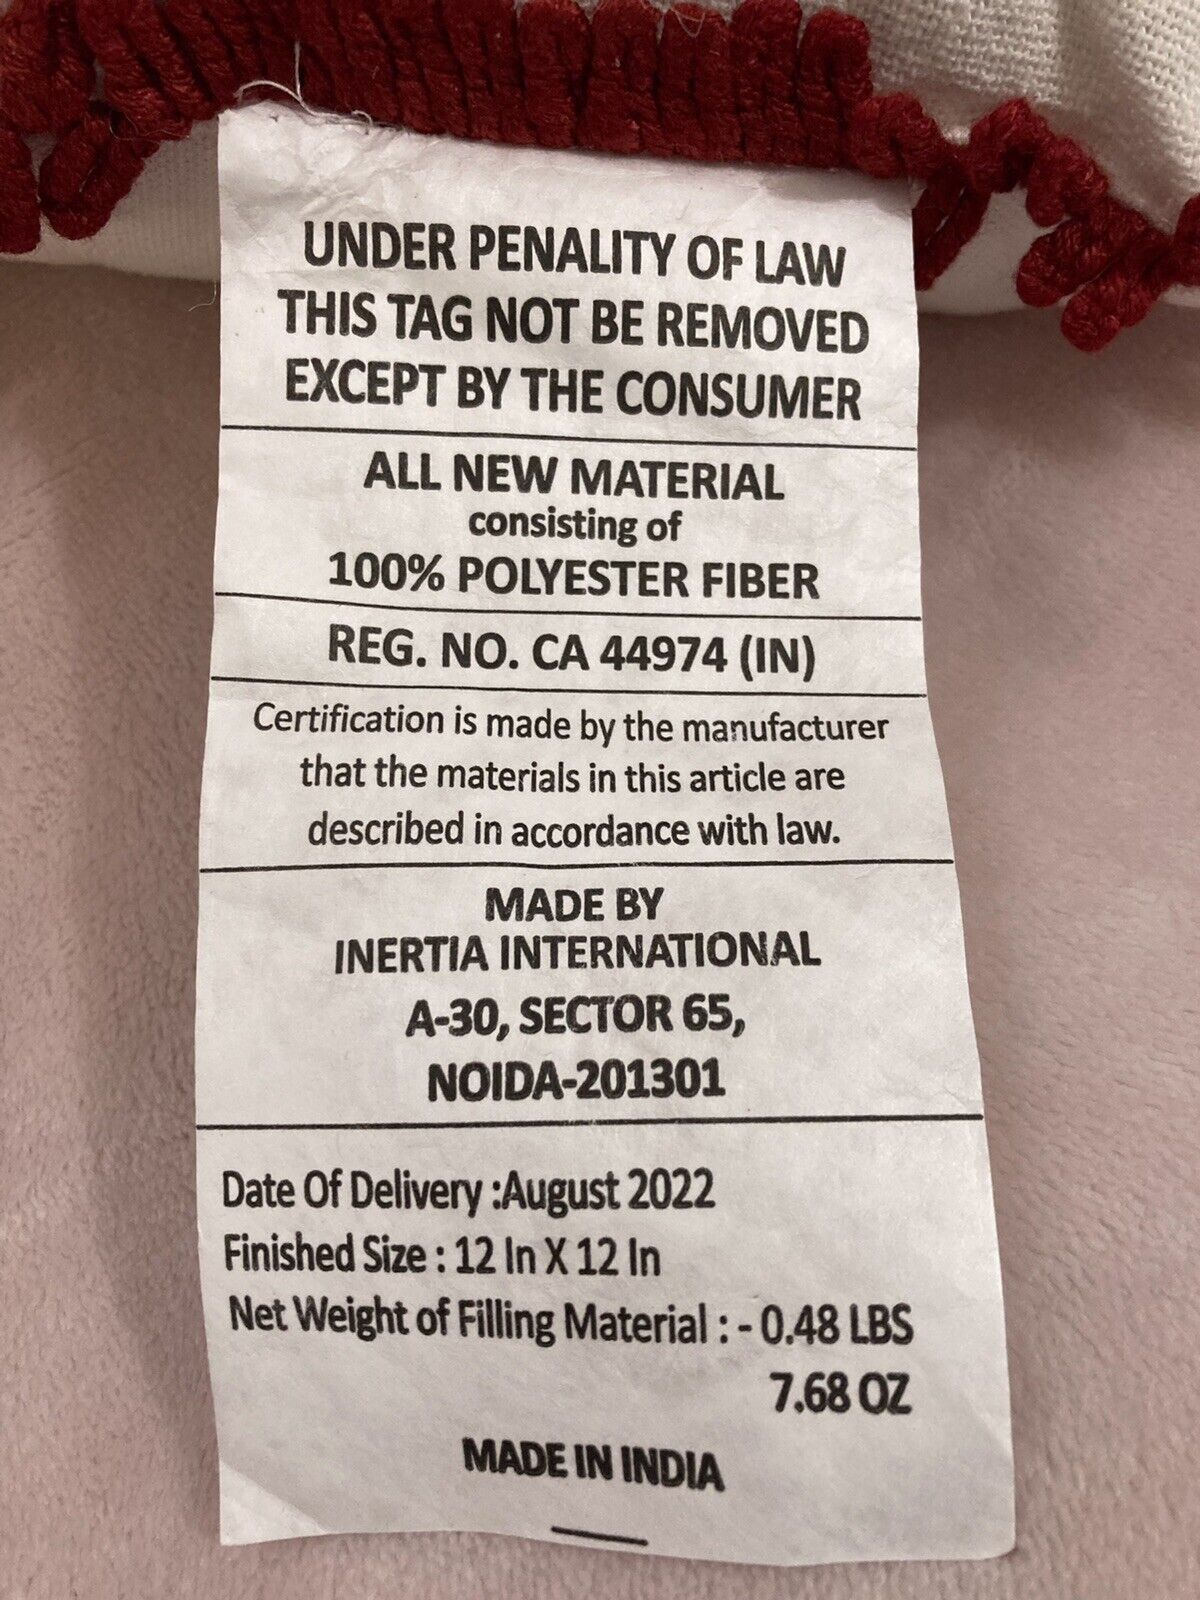 UNDER PENALITY OF LAW
THIS TAG NOT BE REMOVED
EXCEPT BY THE CONSUMER
ALL NEW MATERIAL
consisting of
100% POLYESTER FIBER
REG. NO. CA 44974 (IN)
Certification is made by the manufacturer
that the materials in this article are
described in accordance with law.
MADE BY
INERTIA INTERNATIONAL
A-30, SECTOR 65,
NOIDA-201301
Date Of Delivery :August 2022
Finished Size : 12 In X 12 In
Net Weight of Filling Material : - 0.48 LBS
7.68 OZ
MADE IN INDIA